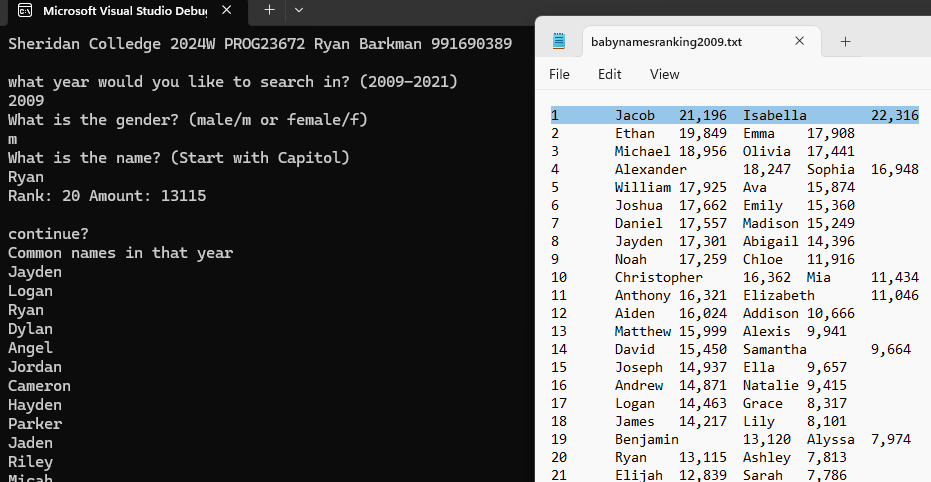 Microsoft Visual Studio Debu
Sheridan Colledge 2024W PROG23672 Ryan Barkman 991690389
what year would you like to search in? (2009-2021)
2009
What is the gender? (male/m or female/f)
m
What is the name? (Start with Capitol)
Ryan
Rank: 20 Amount: 13115
continue?
Common names in that year
Jayden
Logan
Ryan
Dylan
Angel
Jordan
Cameron
Hayden
Parker
Jaden
Riley
Micah
babynamesranking2009.txt
File Edit View
1 Jacob 21,196 Isabella 22,316
2 Ethan 19,849 Emma 17,908
3 Michael 18,956 Olivia 17,441
4 Alexander 18,247 Sophia 16,948
5 William 17,925 Ava 15,874
6 Joshua 17,662 Emily 15,360
7 Daniel 17,557 Madison 15,249
8 Jayden 17,301 Abigail 14,396
9 Noah 17,259 Chloe 11,916
10 Christopher 16,362 Mia 11,434
11 Anthony 16,321 Elizabeth 11,046
12 Aiden 16,024 Addison 10,666
13 Matthew 15,999 Alexis 9,941
14 David 15,450 Samantha 9,664
15 Joseph 14,937 Ella 9,657
16 Andrew 14,871 Natalie 9,415
17 Logan 14,463 Grace 8,317
18 James 14,217 Lily 8,101
19 Benjamin 13,120 Alyssa 7,974
20 Ryan 13,115 Ashley 7,813
21 Elijah 12,839 Sarah 7,786